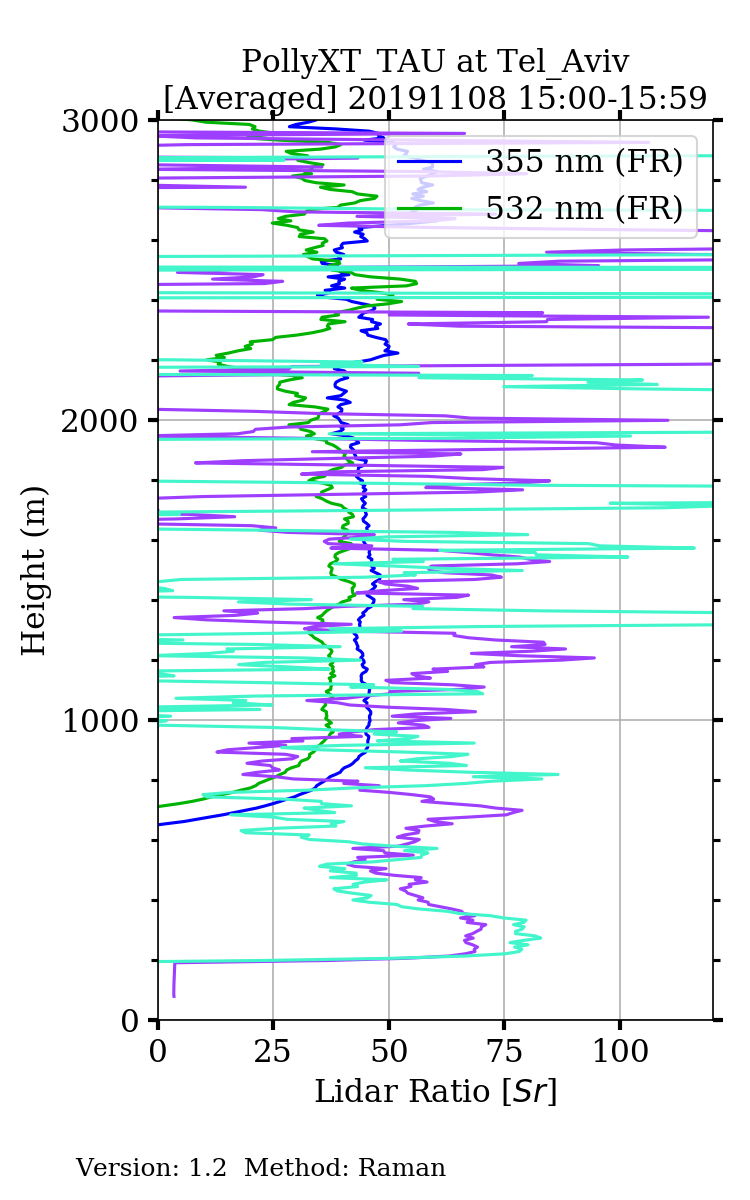 PollyXT_TAU at Tel_Aviv
[Averaged] 20191108 15:00-15:59
3000
355 nm (FR)
532 nm (FR)
2000
Height (m)
1000
0
0 25 50 75 100
Lidar Ratio [Sr]
Version: 1.2 Method: Raman